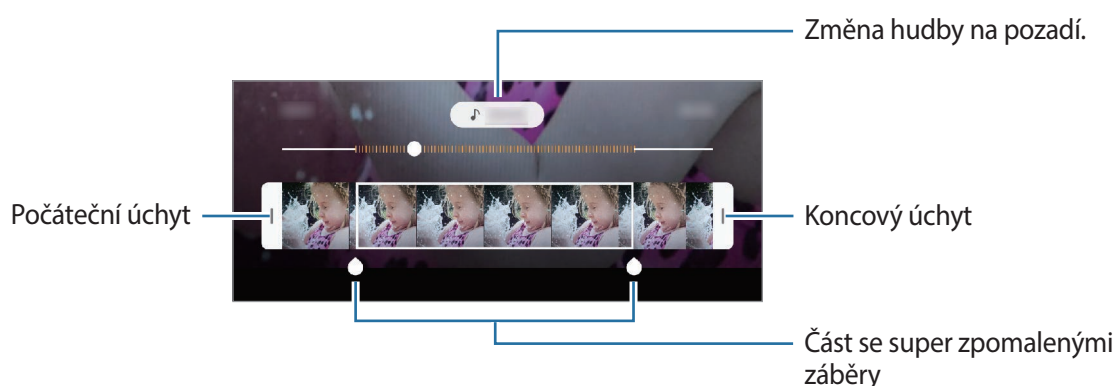 Změna hudby na pozadí.
Počáteční úchyt
Koncový úchyt
Část se super zpomalenými
záběry